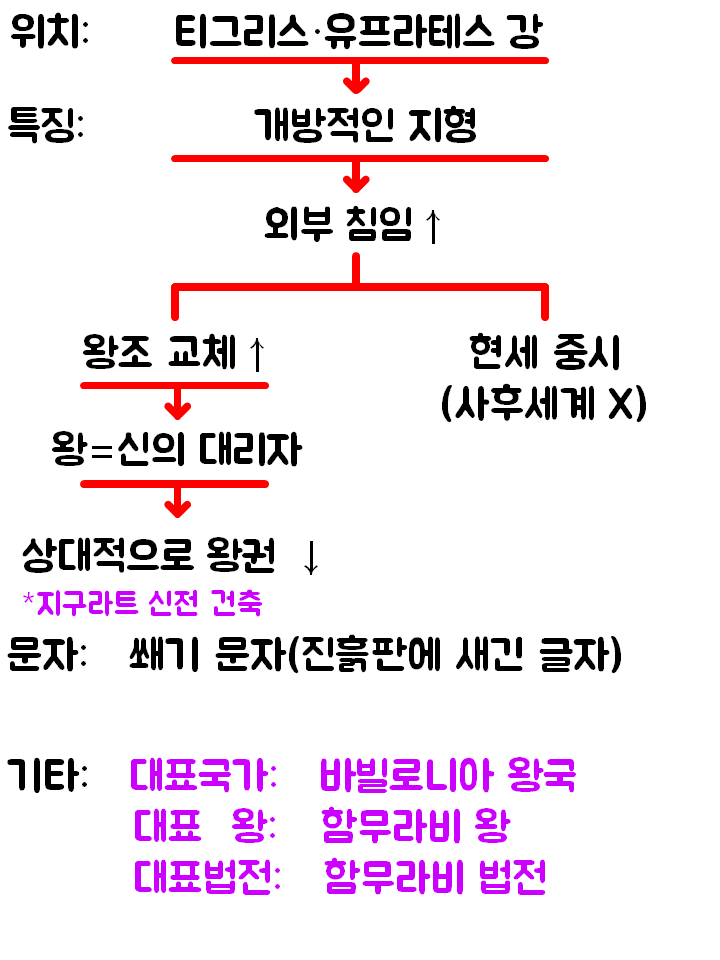 위치: 티그리스·유프라테스 강
특징: 개방적인 지형
외부 침임↑
왕조 교체↑ 현세 중시
(사후세계 X)
왕=신의 대리자
상대적으로 왕권 ↓
*지구라트 신전 건축
문자: 쐐기 문자(진흙판에 새긴 글자)
기타: 대표국가: 바빌로니아 왕국
대표 왕: 함무라비 왕
대표법전: 함무라비 법전